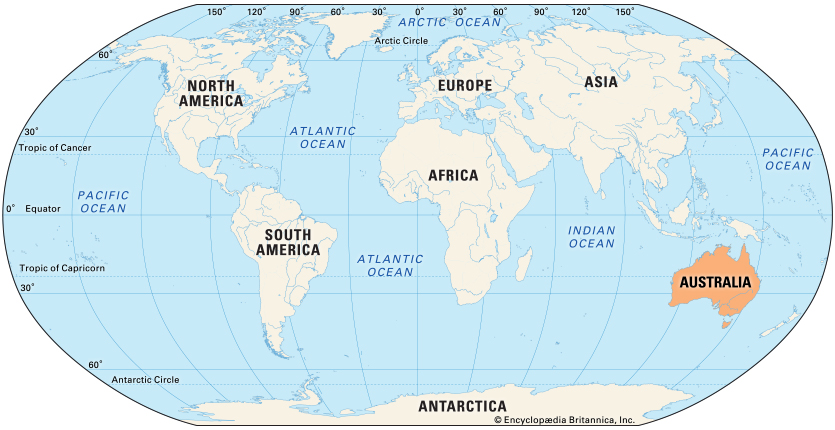 150° 120° 90° 60° 30° 0° 30° 60° 90° 120° 150°
ARCTIC OCEAN
Arctic Circle
60°
NORTH
AMERICA
EUROPE
ASIA
30°
ATLANTIC
OCEAN
Tropic of Cancer
PACIFIC
OCEAN
AFRICA
PACIFIC
OCEAN
0° Equator
SOUTH
AMERICA
INDIAN
OCEAN
ATLANTIC
OCEAN
Tropic of Capricorn
30°
AUSTRALIA
60°
Antarctic Circle
ANTARCTICA
© Encyclopædia Britannica, Inc.